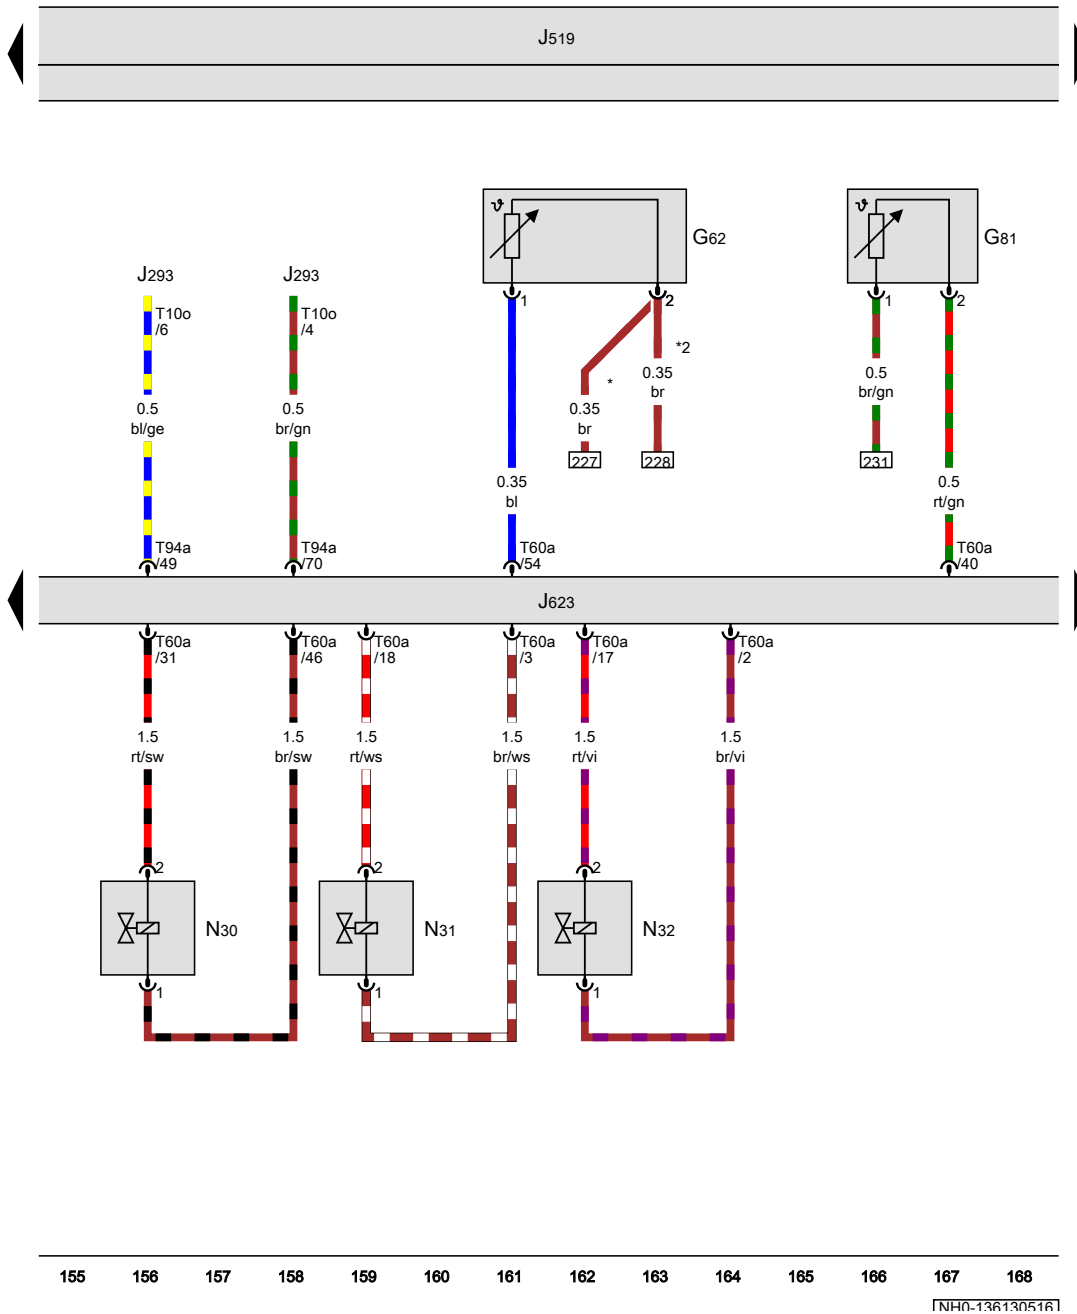 J519
G62
G81
J293
J293
1
2
1
2
T10o
/6
T10o
/4
*2
*
0.35
br
0.5
br/gn
0.5
bl/ge
0.5
br/gn
0.35
br
227
228
231
0.35
bl
0.5
rt/gn
T94a
/49
T94a
/70
T60a
/54
T60a
/40
J623
T60a
/31
T60a
/46
T60a
/18
T60a
/3
T60a
/17
T60a
/2
1.5
rt/sw
1.5
br/sw
1.5
rt/ws
1.5
br/ws
1.5
rt/vi
1.5
br/vi
2
2
2
N30
N31
N32
1
1
1
155 156 157 158 159 160 161 162 163 164 165 166 167 168
NH0-136130516